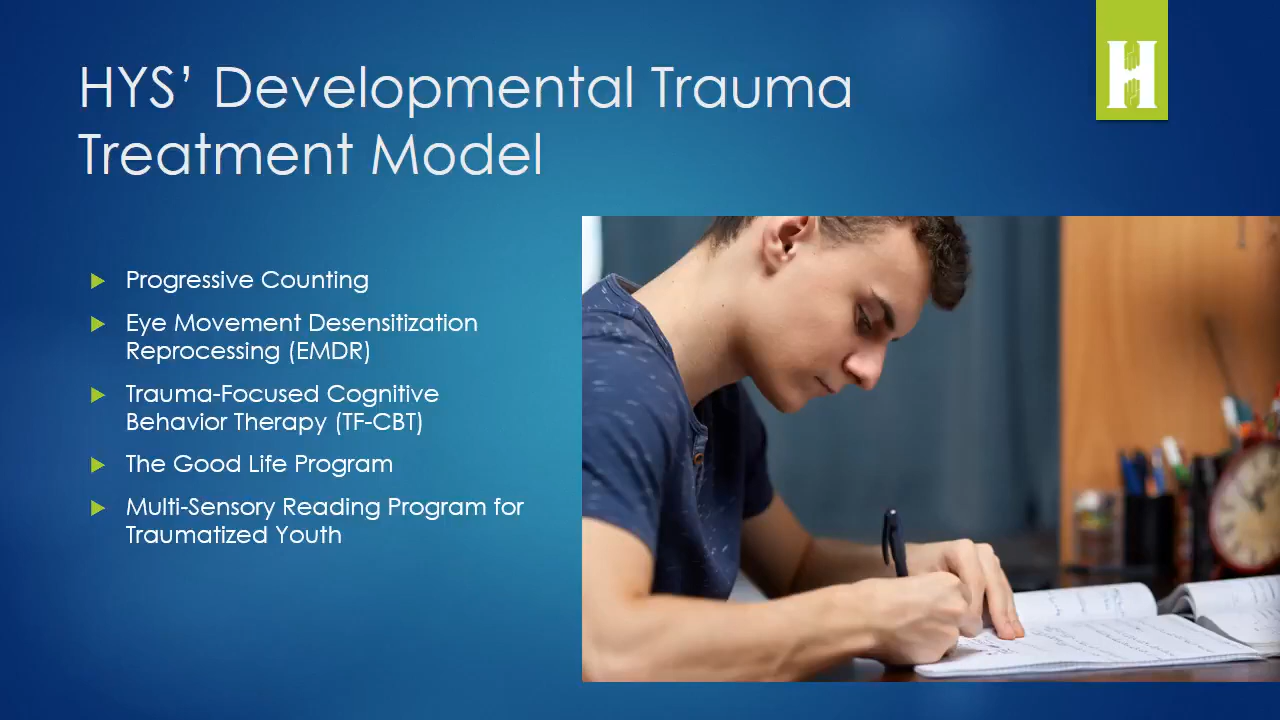 H
HYS’ Developmental Trauma
Treatment Model
Progressive Counting
Eye Movement Desensitization
Reprocessing (EMDR)
Trauma-Focused Cognitive
Behavior Therapy (TF-CBT)
The Good Life Program
Multi-Sensory Reading Program for
Traumatized Youth